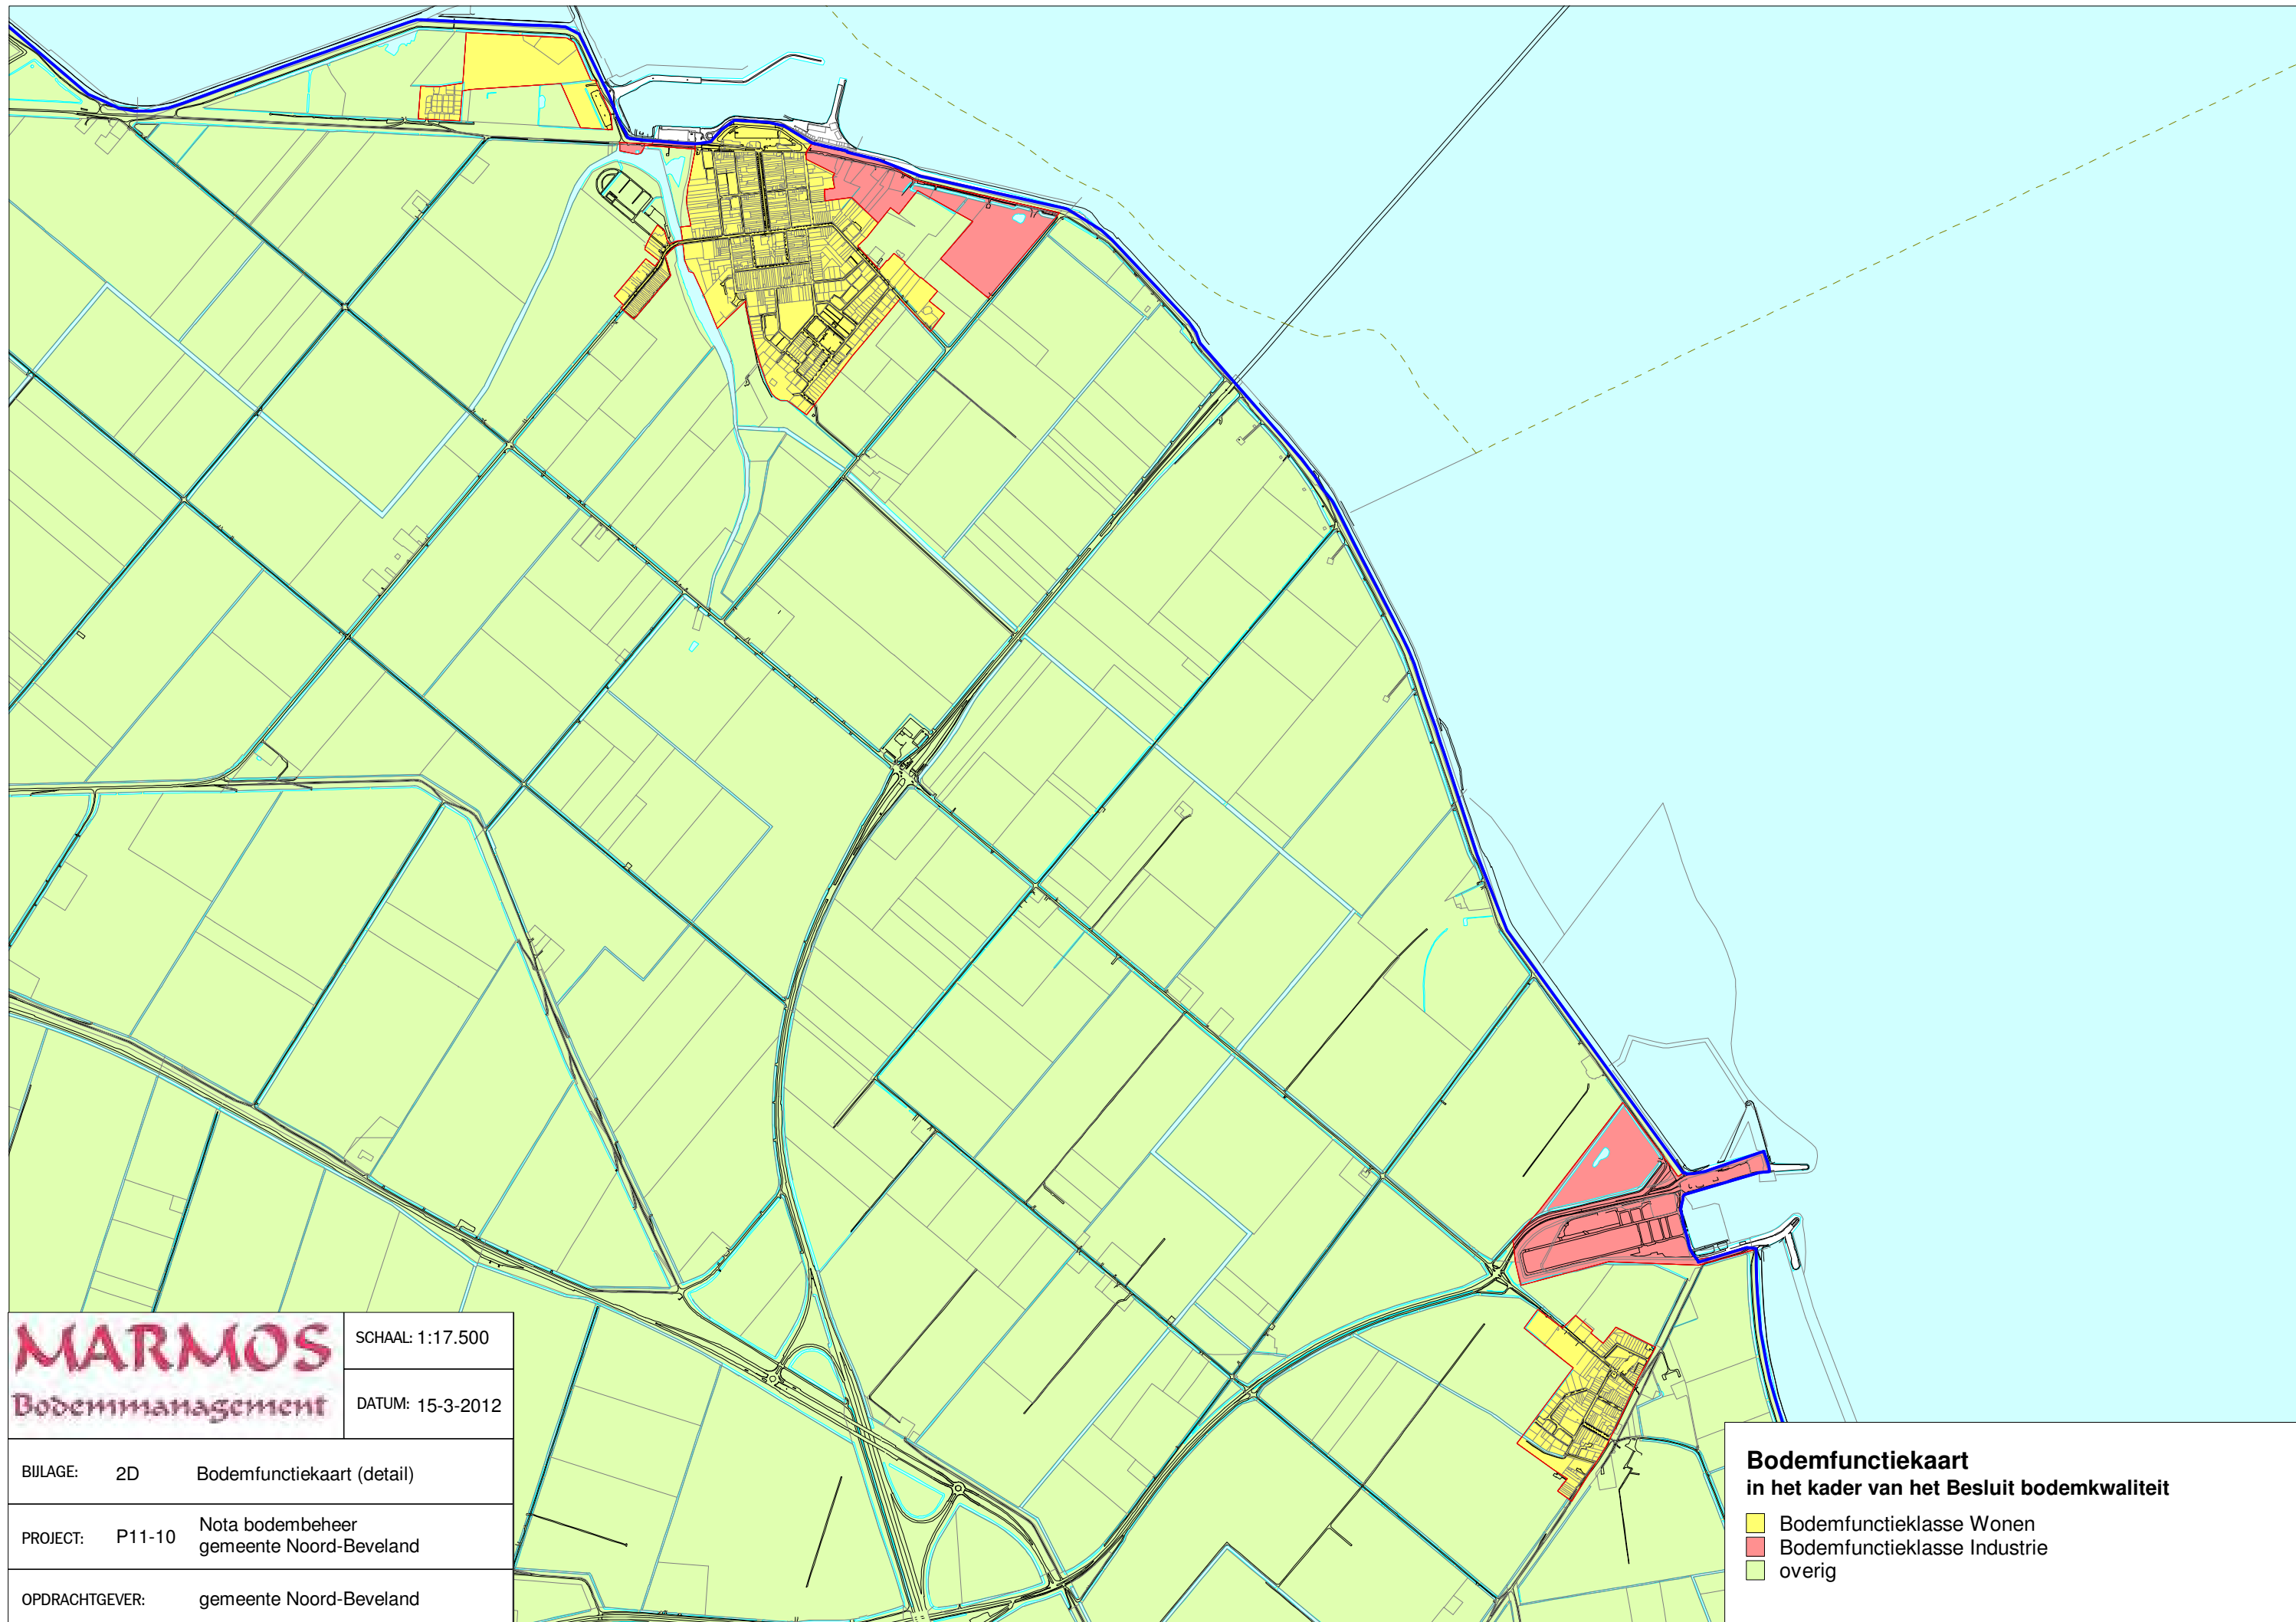 MARMOS
Bodemmanagement
SCHAAL: 1:17.500
DATUM: 15-3-2012
BIJLAGE: 2D Bodemfunctiekaart (detail)
PROJECT: P11-10 Nota bodembeheer
gemeente Noord-Beveland
OPDRACHTGEVER: gemeente Noord-Beveland
Bodemfunctiekaart
in het kader van het Besluit bodemkwaliteit
Bodemfunctieklasse Wonen
Bodemfunctieklasse Industrie
overig